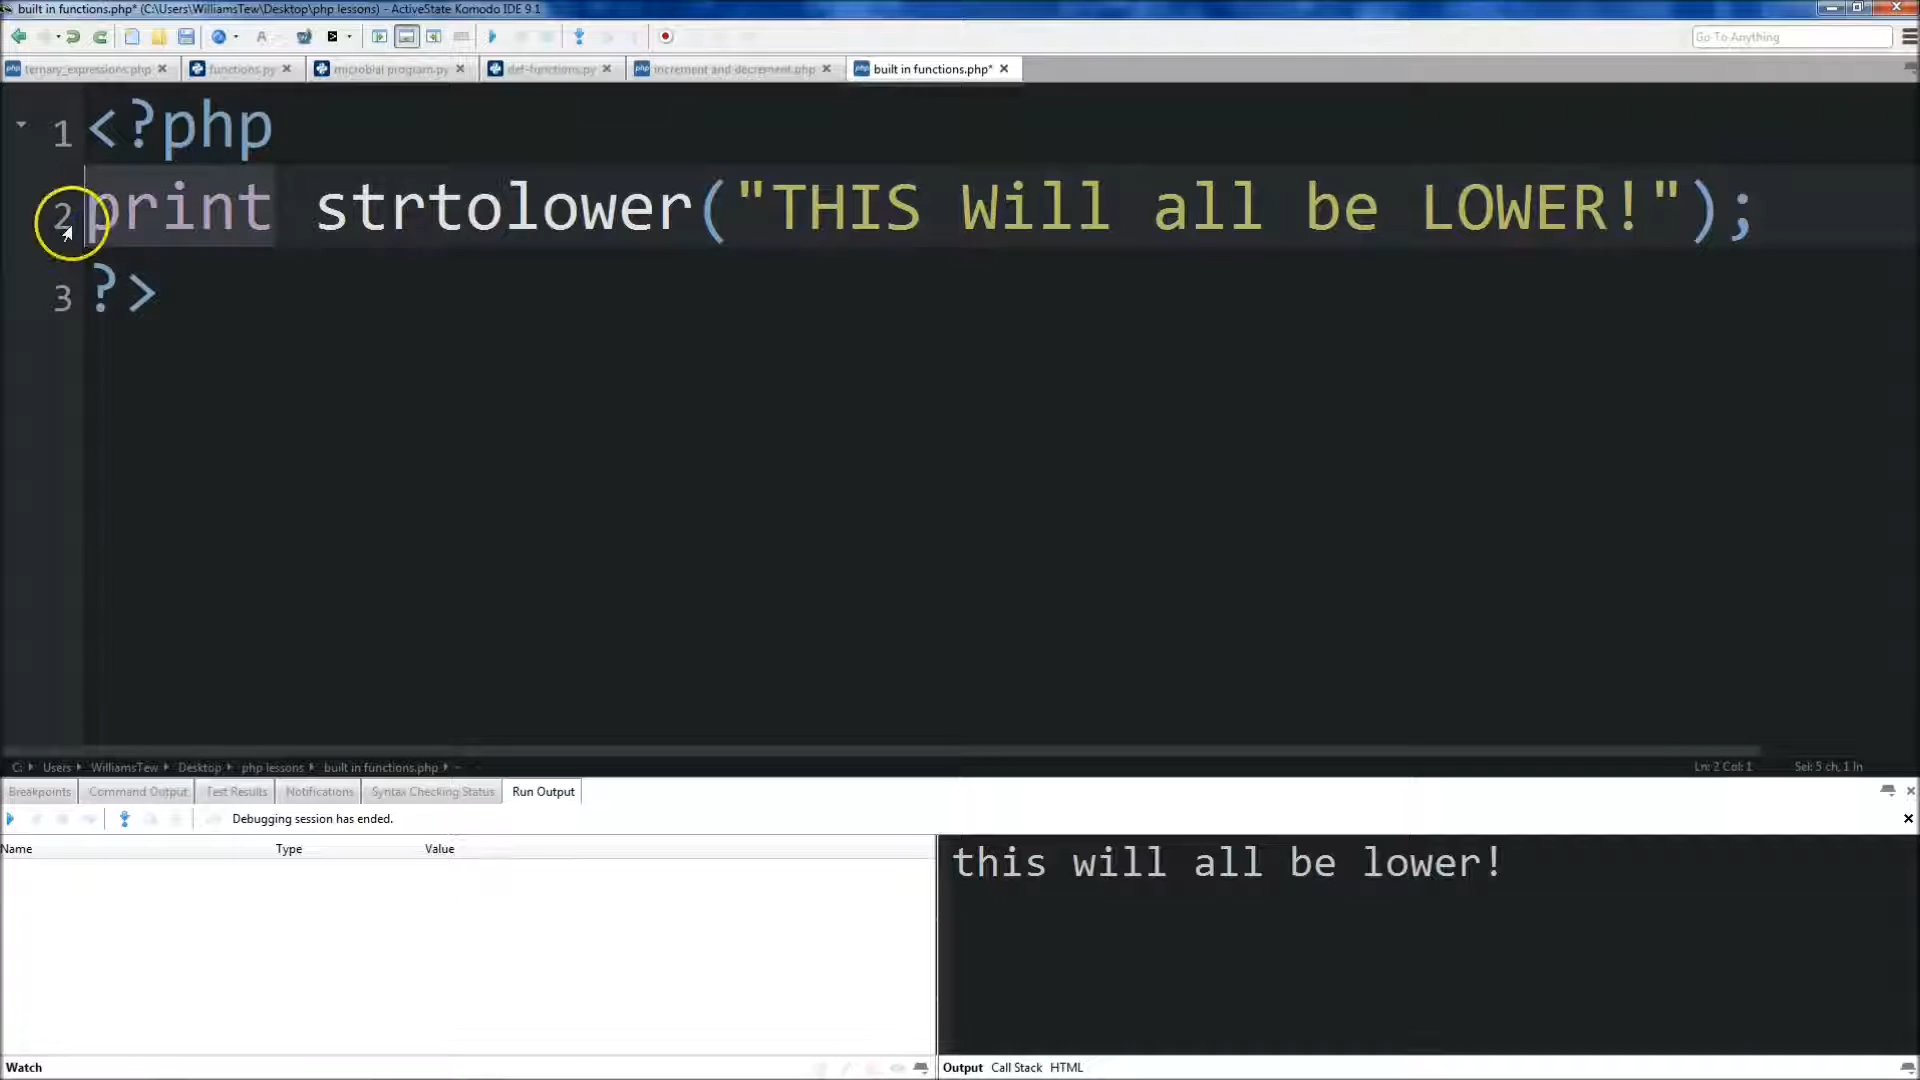 built in functions.php* (C:\Users\WilliamsTew\Desktop\php lessons) - ActiveState Komodo IDE 9.1
Go To Anything
ternary_expressions.php functions.py microbial program.py def-functions.py increment and decrement.php built in functions.php*
1 <?php
2 print strtolower("THIS Will all be LOWER!");
3 ?>
C: Users WilliamsTew Desktop php lessons built in functions.php
Ln: 2 Col: 1 Sel: 5 ch, 1 ln
Breakpoints Command Output Test Results Notifications Syntax Checking Status Run Output
Debugging session has ended.
Name Type Value
this will all be lower!
Watch
Output Call Stack HTML